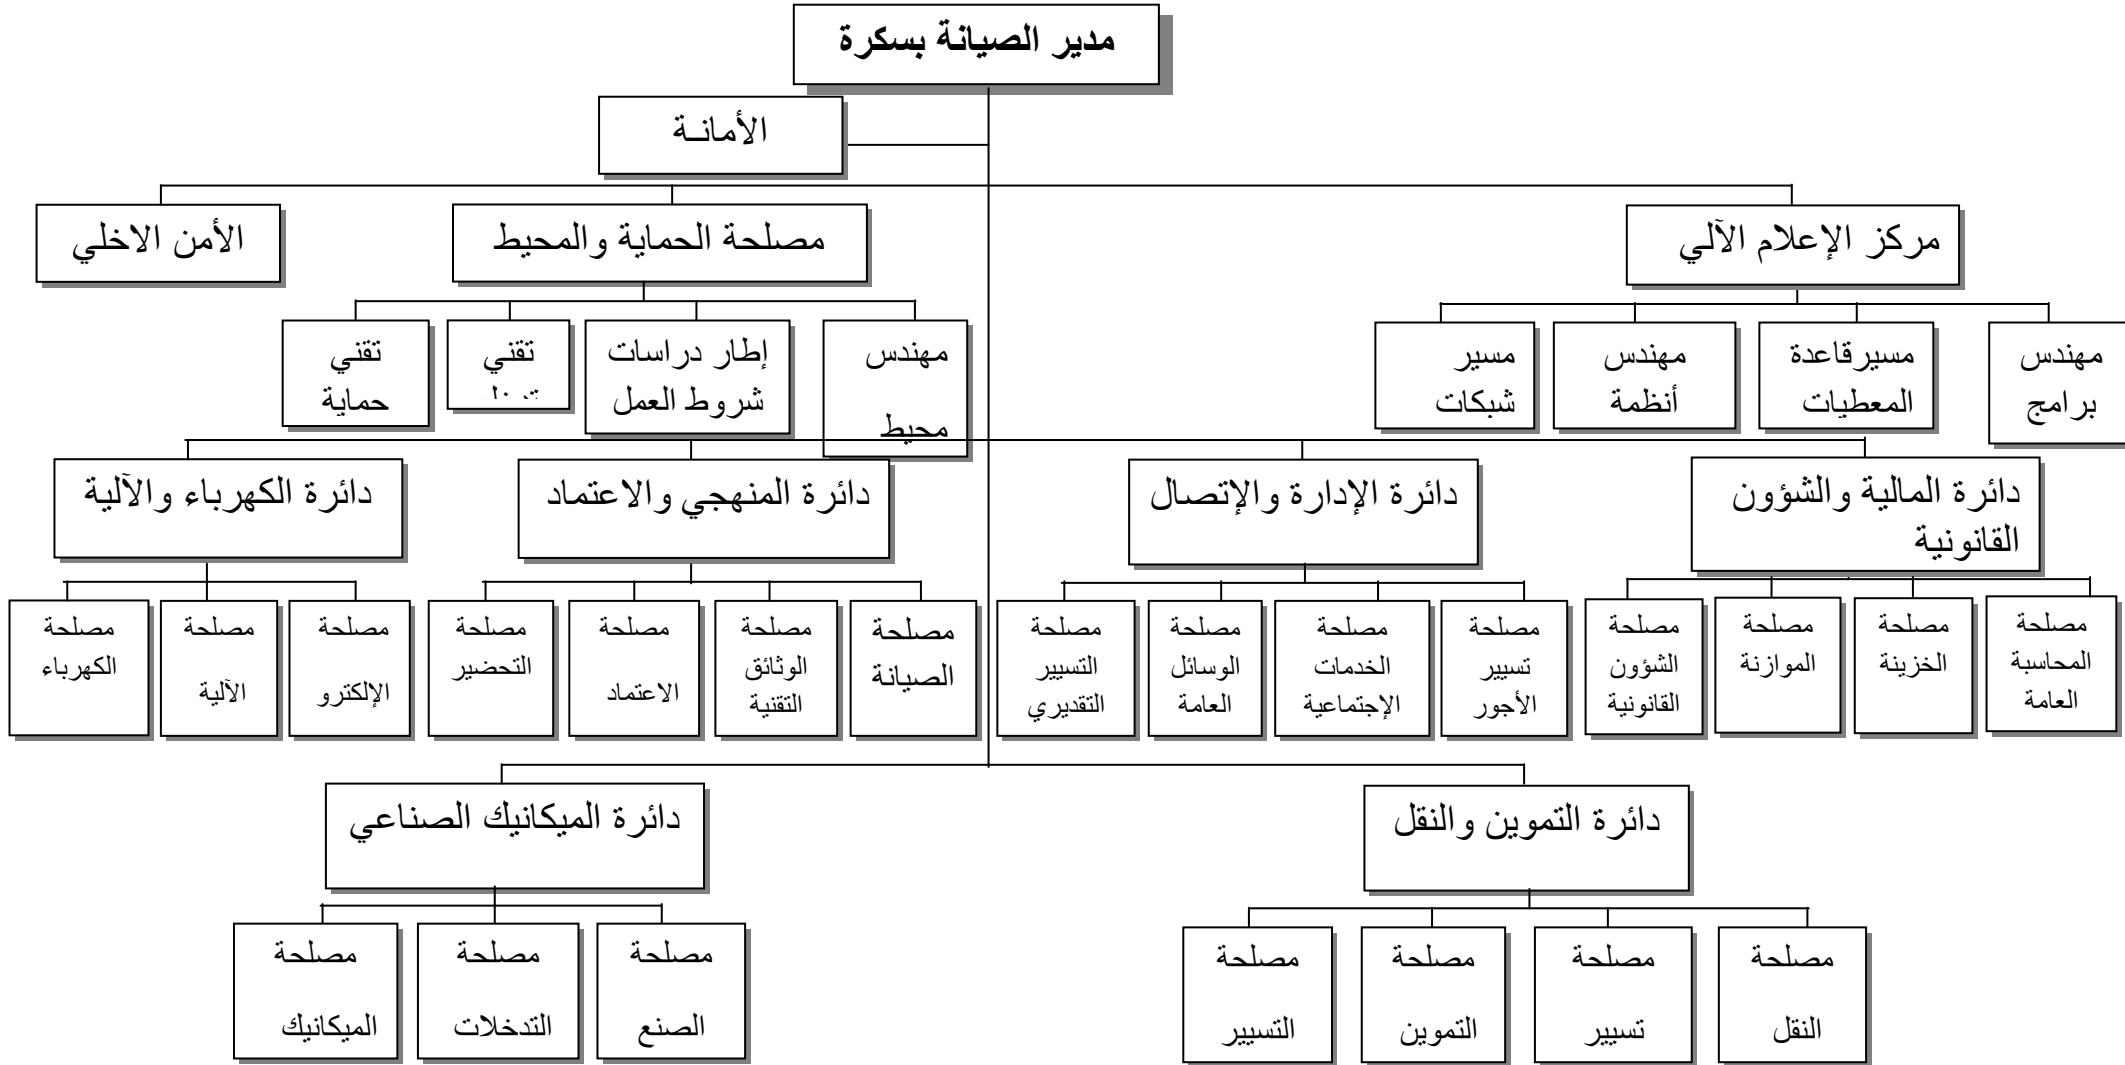 مدير الصيانة بسكرة
الأمانـة
مركز الإعلام الآلي
مصلحة الحماية والمحيط
الأمن الاخلي
مهندس
برامج
مسيرقاعدة
المعطيات
مهندس
أنظمة
مسير
شبكات
مهندس
محيط
إطار دراسات
شروط العمل
تقني
تقني
حماية
دائرة المالية والشؤون
القانونية
دائرة الإدارة والإتصال
دائرة المنهجي والاعتماد
دائرة الكهرباء والآلية
مصلحة
المحاسبة
العامة
مصلحة
الخزينة
مصلحة
الموازنة
مصلحة
الشؤون
القانونية
مصلحة
تسيير
الأجور
مصلحة
الخدمات
الإجتماعية
مصلحة
الوسائل
العامة
مصلحة
التسيير
التقديري
مصلحة
الصيانة
مصلحة
الوثائق
التقنية
مصلحة
الاعتماد
مصلحة
التحضير
مصلحة
الإلكترو
مصلحة
الآلية
مصلحة
الكهرباء
دائرة التموين والنقل
دائرة الميكانيك الصناعي
مصلحة
النقل
مصلحة
تسيير
مصلحة
التموين
مصلحة
التسيير
مصلحة
الصنع
مصلحة
التدخلات
مصلحة
الميكانيك